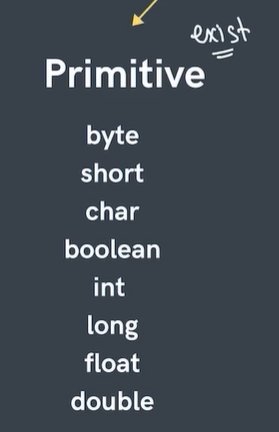 exist
Primitive
byte
short
char
boolean
int
long
float
double